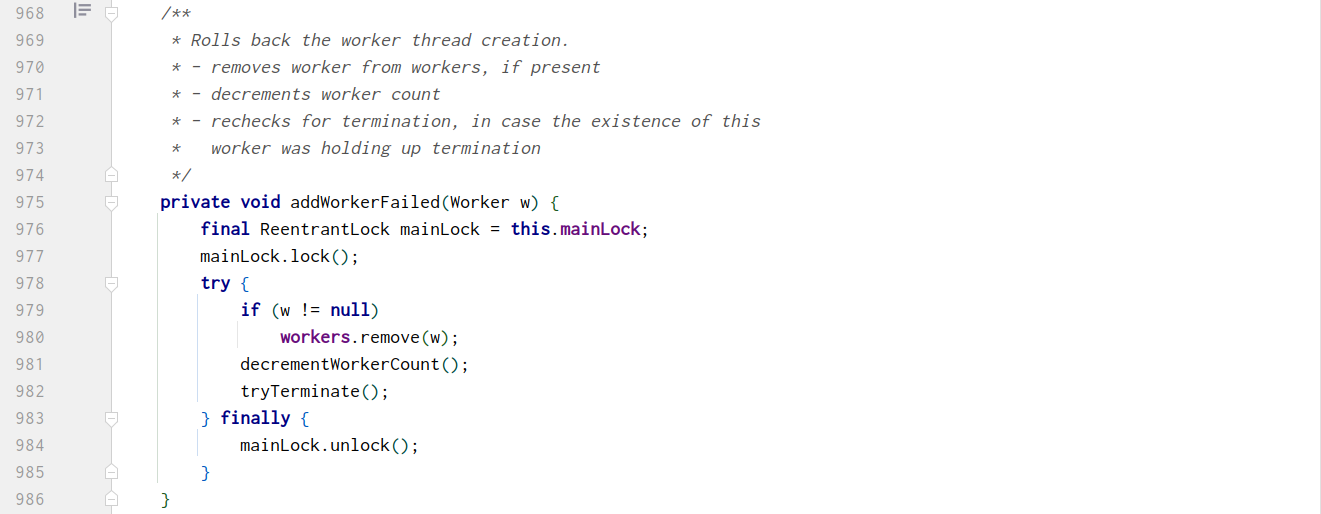 968 /**
969 * Rolls back the worker thread creation.
970 * - removes worker from workers, if present
971 * - decrements worker count
972 * - rechecks for termination, in case the existence of this
973 *   worker was holding up termination
974 */
975 private void addWorkerFailed(Worker w) {
976 final ReentrantLock mainLock = this.mainLock;
977 mainLock.lock();
978 try {
979 if (w != null)
980 workers.remove(w);
981 decrementWorkerCount();
982 tryTerminate();
983 } finally {
984 mainLock.unlock();
985 }
986 }